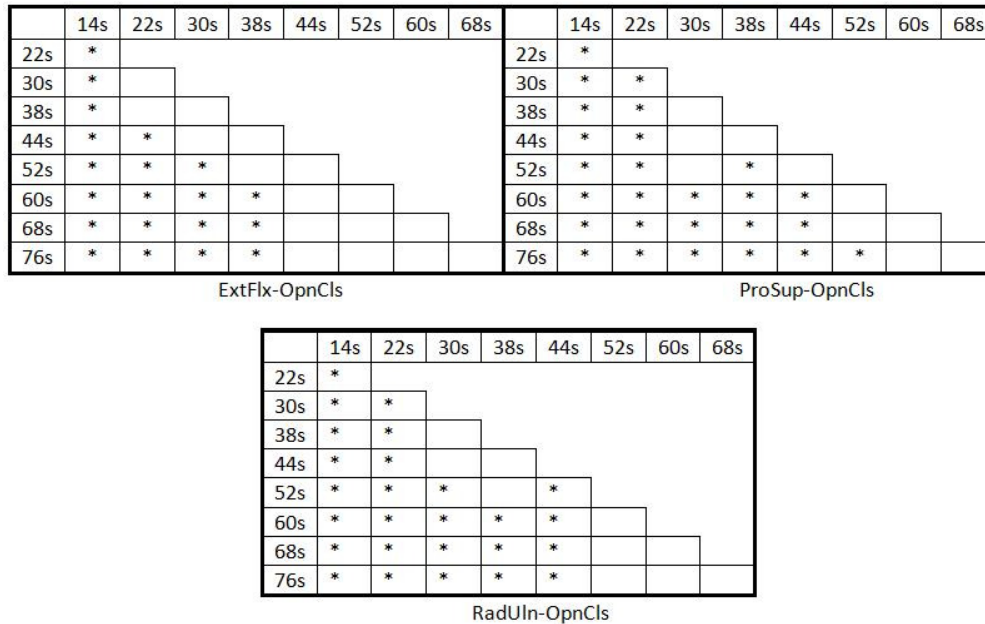 14s 22s 30s 38s 44s 52s 60s 68s
22s *
30s *
38s *
44s * *
52s * * *
60s * * * *
68s * * * *
76s * * * *
ExtFlx-OpnCls
14s 22s 30s 38s 44s 52s 60s 68s
22s *
30s * *
38s * *
44s * *
52s * * *
60s * * * * *
68s * * * * *
76s * * * * * *
ProSup-OpnCls
14s 22s 30s 38s 44s 52s 60s 68s
22s *
30s * *
38s * *
44s * *
52s * * * *
60s * * * * *
68s * * * * *
76s * * * * *
RadUln-OpnCls